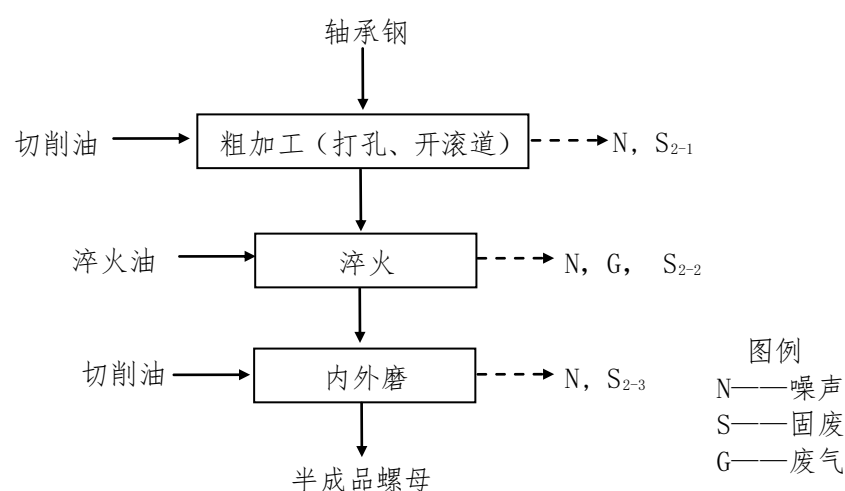 轴承钢
切削油
粗加工（打孔、开滚道）
N, S2-1
淬火油
淬火
N, G, S2-2
切削油
内外磨
N, S2-3
半成品螺母
图例
N——噪声
S——固废
G——废气